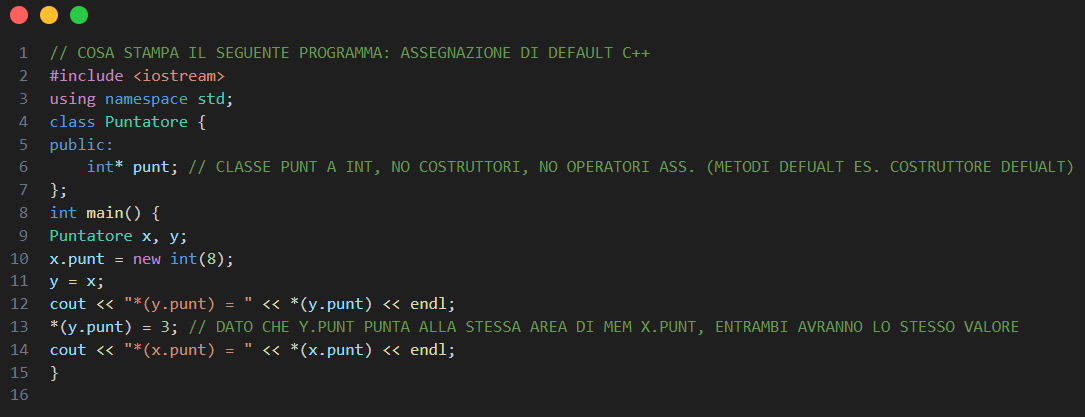 1 // COSA STAMPA IL SEGUENTE PROGRAMMA: ASSEGNAZIONE DI DEFAULT C++
2 #include <iostream>
3 using namespace std;
4 class Puntatore {
5 public:
6     int* punt; // CLASSE PUNT A INT, NO COSTRUTTORI, NO OPERATORI ASS. (METODI DEFUALT ES. COSTRUTTORE DEFUALT)
7 };
8 int main() {
9 Puntatore x, y;
10 x.punt = new int(8);
11 y = x;
12 cout << "*(y.punt) = " << *(y.punt) << endl;
13 *(y.punt) = 3; // DATO CHE Y.PUNT PUNTA ALLA STESSA AREA DI MEM X.PUNT, ENTRAMBI AVRANNO LO STESSO VALORE
14 cout << "*(x.punt) = " << *(x.punt) << endl;
15 }
16